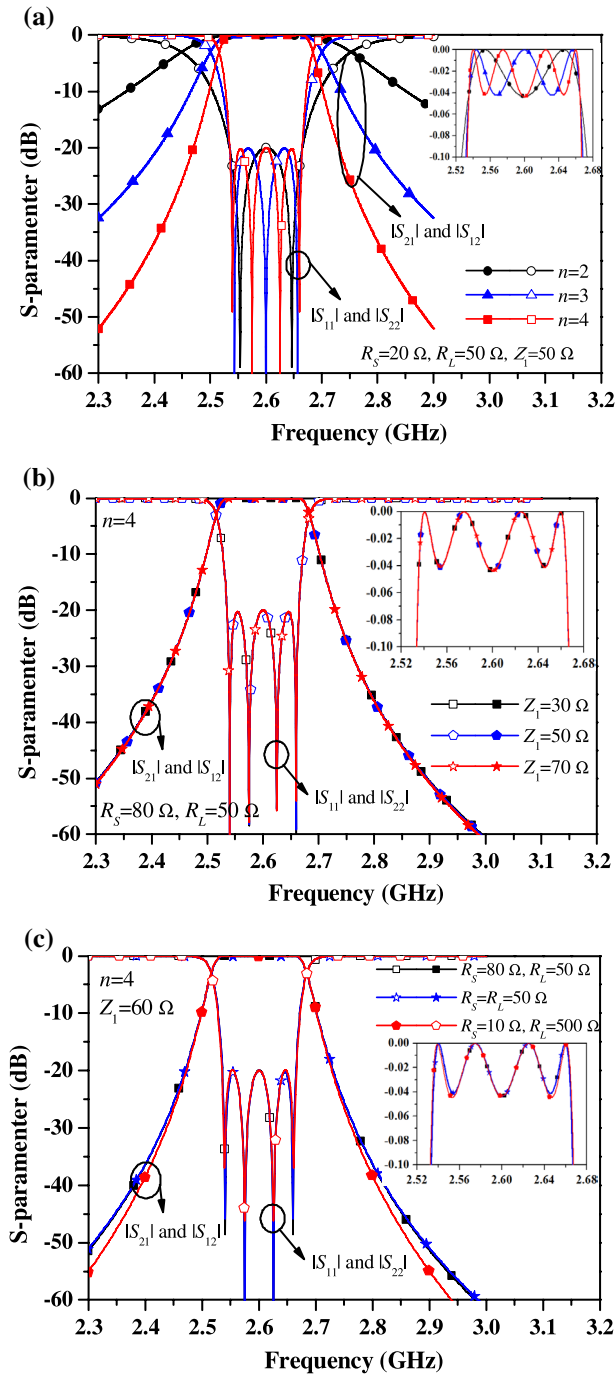 (a)
0
-10
-20
-30
-40
-50
-60
S-paramenter (dB)
0.00
-0.02
-0.04
-0.06
-0.08
-0.10
2.52 2.56 2.60 2.64 2.68
|S21| and |S12|
|S11| and |S22|
n=2
n=3
n=4
RS=20 Ω, RL=50 Ω, Z1=50 Ω
2.3 2.4 2.5 2.6 2.7 2.8 2.9 3.0 3.1 3.2
Frequency (GHz)
(b)
n=4
0
-10
-20
-30
-40
-50
-60
S-paramenter (dB)
0.00
-0.02
-0.04
-0.06
-0.08
-0.10
2.52 2.56 2.60 2.64 2.68
Z1=30 Ω
Z1=50 Ω
Z1=70 Ω
|S21| and |S12|
|S11| and |S22|
RS=80 Ω, RL=50 Ω
2.3 2.4 2.5 2.6 2.7 2.8 2.9 3.0 3.1 3.2
Frequency (GHz)
(c)
n=4
Z1=60 Ω
0
-10
-20
-30
-40
-50
-60
S-paramenter (dB)
RS=80 Ω, RL=50 Ω
RS=RL=50 Ω
RS=10 Ω, RL=500 Ω
0.00
-0.02
-0.04
-0.06
-0.08
-0.10
2.52 2.56 2.60 2.64 2.68
|S21| and |S12|
|S11| and |S22|
2.3 2.4 2.5 2.6 2.7 2.8 2.9 3.0 3.1 3.2
Frequency (GHz)